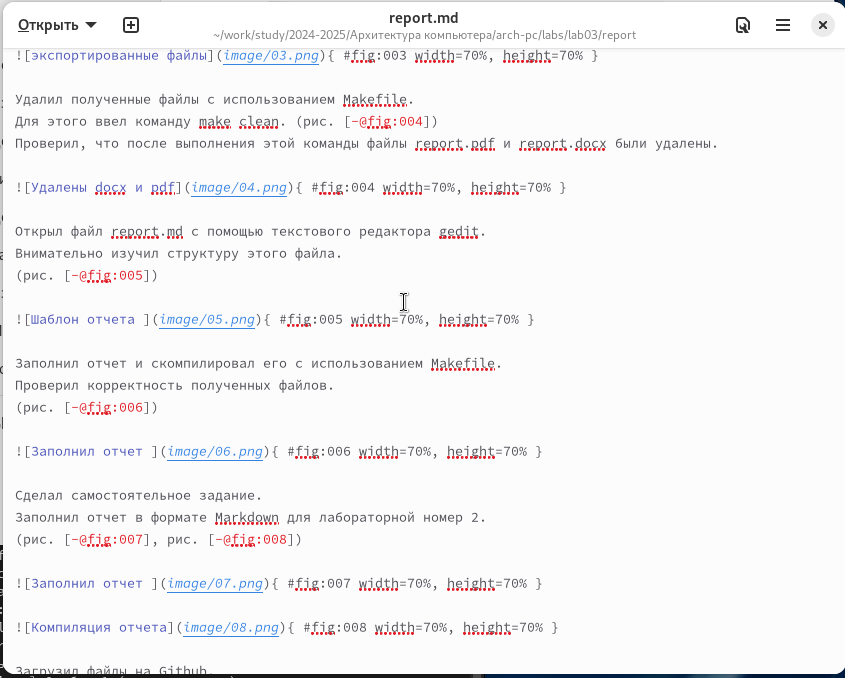 Открыть
report.md
~/work/study/2024-2025/Архитектура компьютера/arch-pc/labs/lab03/report
![экспортированные файлы](image/03.png){ #fig:003 width=70%, height=70% }
Удалил полученные файлы с использованием Makefile.
Для этого ввел команду make clean. (рис. [-@fig:004])
Проверил, что после выполнения этой команды файлы report.pdf и report.docx были удалены.
![Удалены docx и pdf](image/04.png){ #fig:004 width=70%, height=70% }
Открыл файл report.md с помощью текстового редактора gedit.
Внимательно изучил структуру этого файла.
(рис. [-@fig:005])
![Шаблон отчета ](image/05.png){ #fig:005 width=70%, height=70% }
Заполнил отчет и скомпилировал его с использованием Makefile.
Проверил корректность полученных файлов.
(рис. [-@fig:006])
![Заполнил отчет ](image/06.png){ #fig:006 width=70%, height=70% }
Сделал самостоятельное задание.
Заполнил отчет в формате Markdown для лабораторной номер 2.
(рис. [-@fig:007], рис. [-@fig:008])
![Заполнил отчет ](image/07.png){ #fig:007 width=70%, height=70% }
![Компиляция отчета](image/08.png){ #fig:008 width=70%, height=70% }
Загрузил файлы на Github.